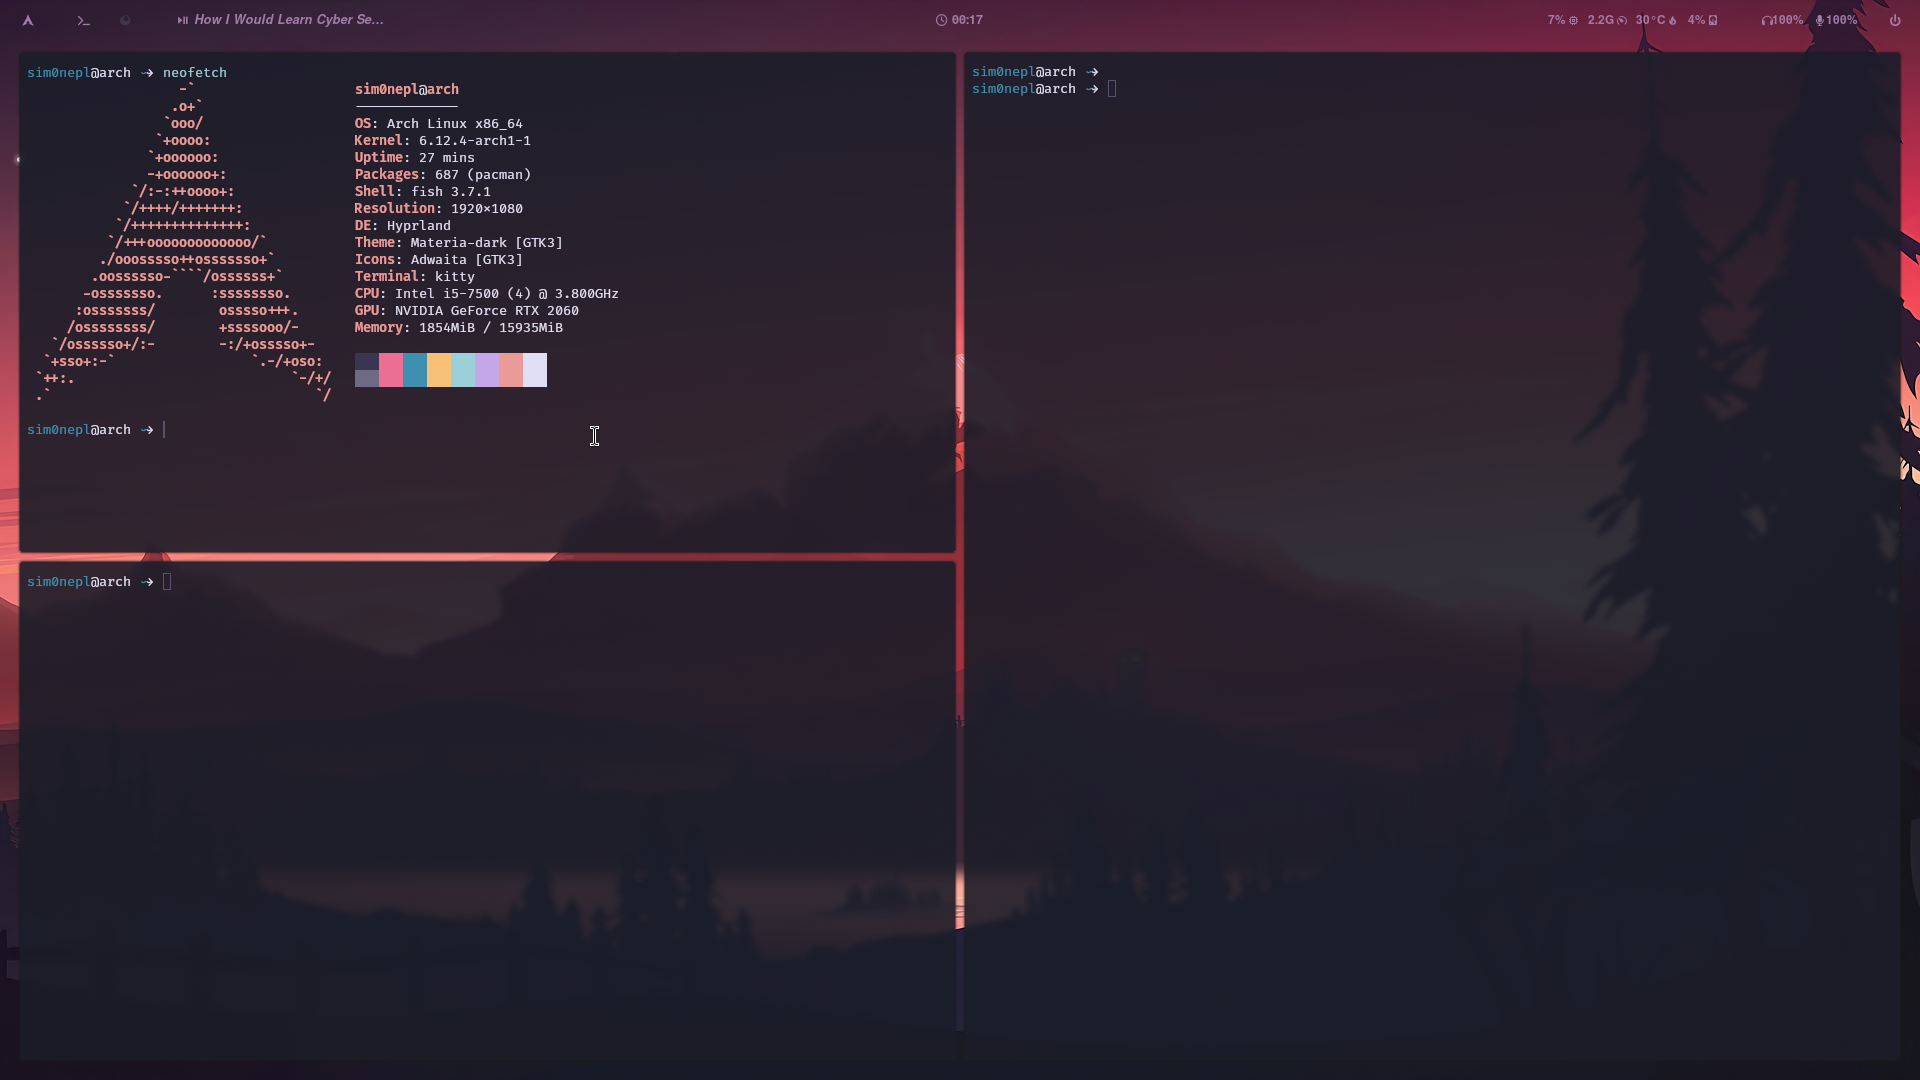 How I Would Learn Cyber Se...
00:17
7% 2.2G 30°C 4% 100% 100%
sim0nepl@arch ~> neofetch
-`
.o+`
`ooo/
`+oooo:
`+oooooo:
-+oooooo+:
`/:-:++oooo+:
`/++++/+++++++:
`/++++++++++++++:
`/+++ooooooooooooo/`
./ooosssso++osssssso+`
.oossssso-````/ossssss+`
-osssssso.      :ssssssso.
:osssssss/        osssso+++.
/ossssssss/        +ssssooo/-
`/ossssso+/:-        -:/+osssso+-
`+sso+:-`                 `.-/+oso:
`++:.                           `-/+/
.`                                 `/
sim0nepl@arch
OS: Arch Linux x86_64
Kernel: 6.12.4-arch1-1
Uptime: 27 mins
Packages: 687 (pacman)
Shell: fish 3.7.1
Resolution: 1920x1080
DE: Hyprland
Theme: Materia-dark [GTK3]
Icons: Adwaita [GTK3]
Terminal: kitty
CPU: Intel i5-7500 (4) @ 3.800GHz
GPU: NVIDIA GeForce RTX 2060
Memory: 1854MiB / 15935MiB
sim0nepl@arch ~>
sim0nepl@arch ~>
sim0nepl@arch ~>
sim0nepl@arch ~>